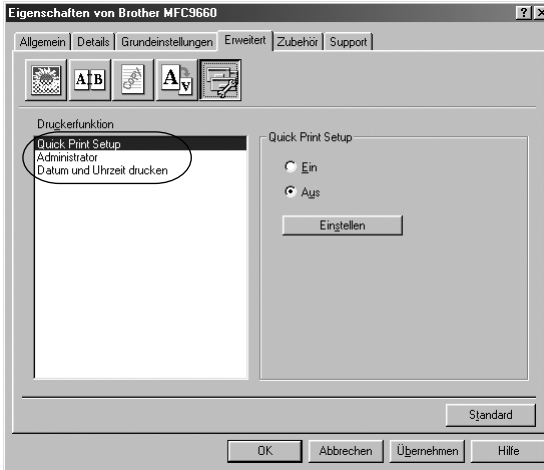 Eigenschaften von Brother MFC9660
Allgemein Details Grundeinstellungen Erweitert Zubehör Support
A B
Copy
A A
Druckerfunktion
Quick Print Setup
Administrator
Datum und Uhrzeit drucken
Quick Print Setup
Ein
Aus
Einstellen
Standard
OK Abbrechen Übernehmen Hilfe